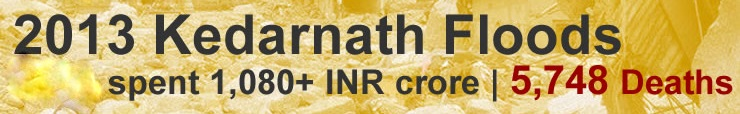 2013 Kedarnath Floods
spent 1,080+ INR crore | 5,748 Deaths